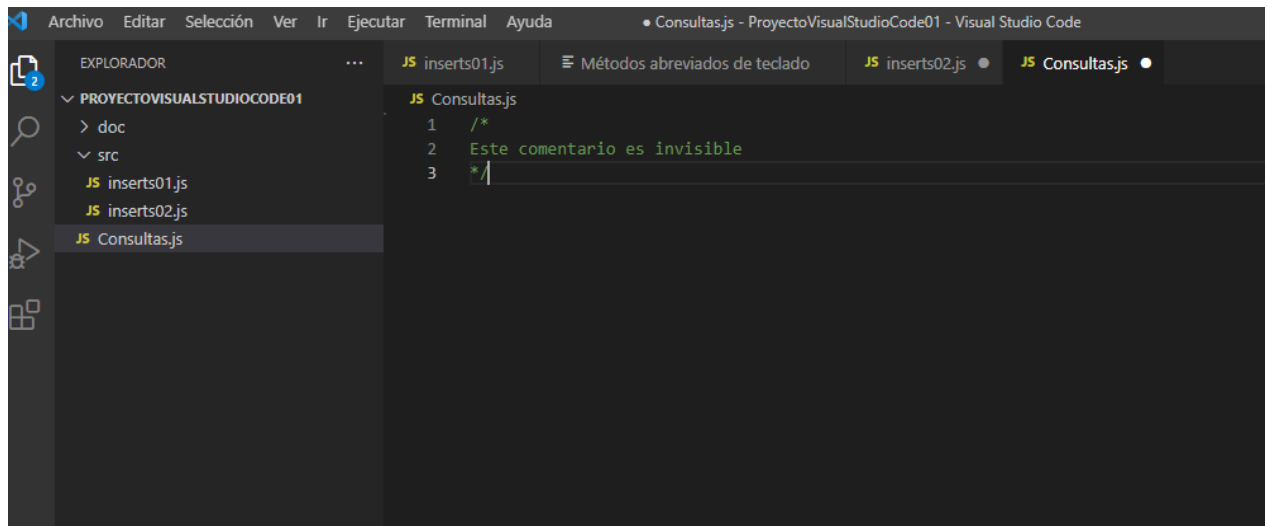 Archivo Editar Selección Ver Ir Ejecutar Terminal Ayuda ● Consultas.js - ProyectoVisualStudioCode01 - Visual Studio Code
EXPLORADOR ···
JS inserts01.js Métodos abreviados de teclado JS inserts02.js ● JS Consultas.js ●
2
PROYECTOVISUALSTUDIOCODE01
JS Consultas.js
> doc
1 /*
src
2 Este comentario es invisible
JS inserts01.js
3 */
JS inserts02.js
JS Consultas.js